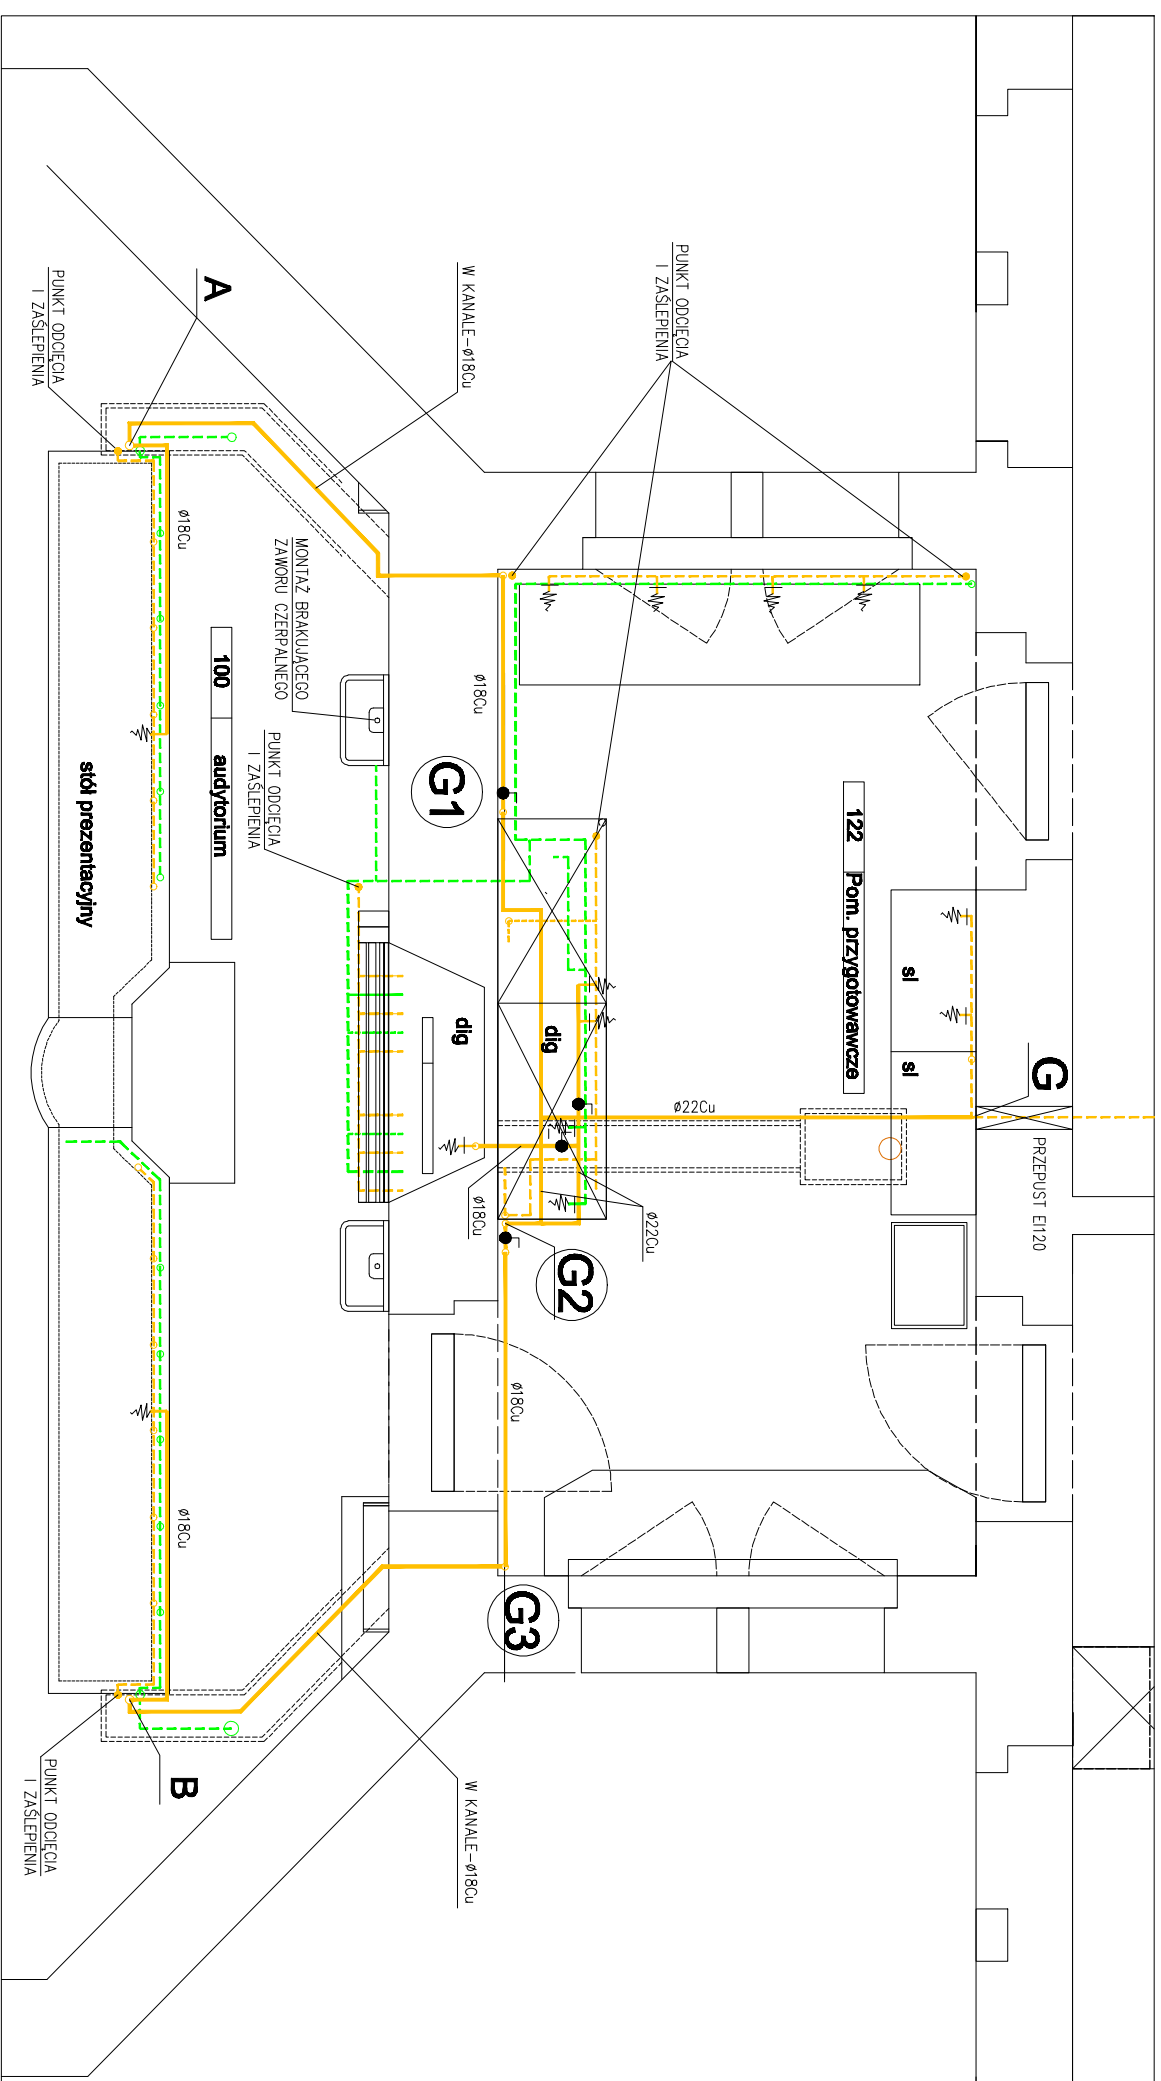 G
PRZEPUST EI120
122 Pom. przygotowawcze
sl
sl
Ø22Cu
PUNKT ODCIĘCIA
I ZAŚLEPIENIA
dig
Ø22Cu
G2
G3
Ø18Cu
Ø18Cu
Ø18Cu
G1
dig
W KANALE-Ø18Cu
W KANALE-Ø18Cu
MONTAŻ BRAKUJĄCEGO
ZAWORU CZERPALNEGO
PUNKT ODCIĘCIA
I ZAŚLEPIENIA
100 audytorium
A
B
Ø18Cu
Ø18Cu
stół prezentacyjny
PUNKT ODCIĘCIA
I ZAŚLEPIENIA
PUNKT ODCIĘCIA
I ZAŚLEPIENIA